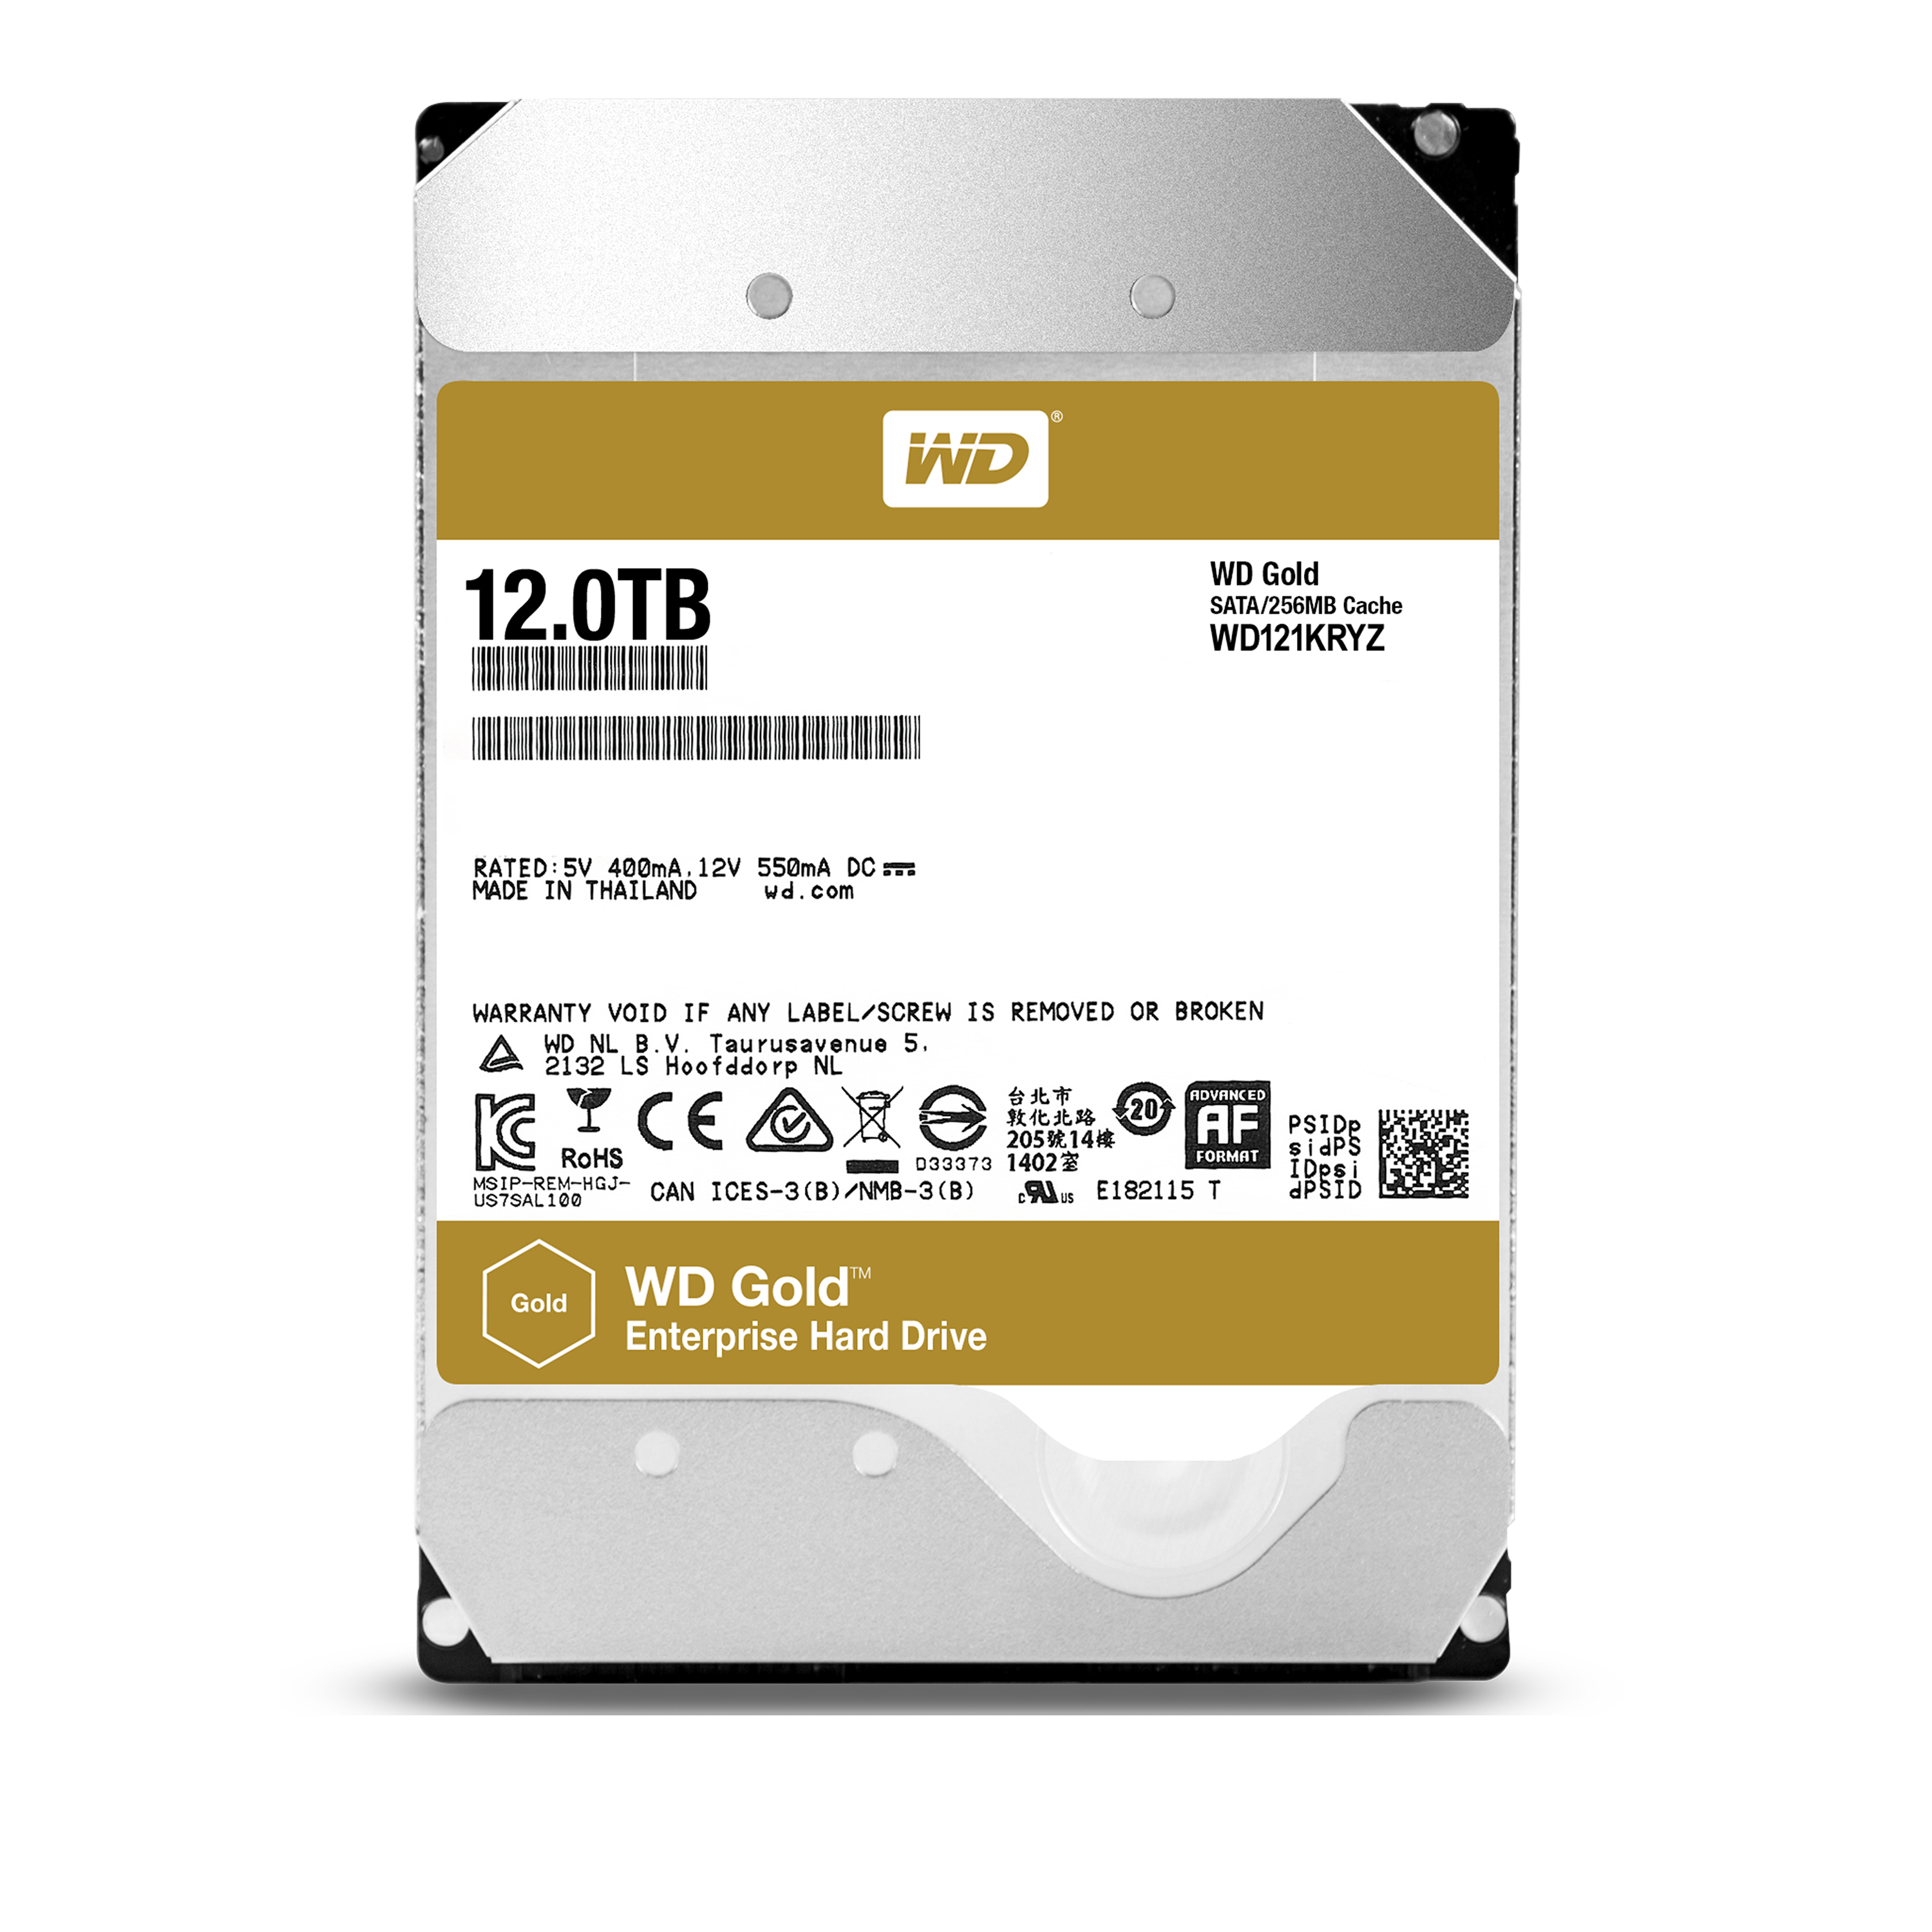 WD®
12.0TB
WD Gold
SATA/256MB Cache
WD121KRYZ
RATED:5V 400mA,12V 550mA DC
MADE IN THAILAND wd.com
WARRANTY VOID IF ANY LABEL/SCREW IS REMOVED OR BROKEN
WD NL B.V. Taurusavenue 5,
2132 LS Hoofddorp NL
RoHS
CE
D33373
台北市
敦化北路
205號14樓
1402室
20
ADVANCED
AF
FORMAT
PSIDp
sidPS
IDpsi
dPSID
MSIP-REM-HGJ-
US7SAL100
CAN ICES-3(B)/NMB-3(B)
c RU US E182115 T
Gold
WD Gold™
Enterprise Hard Drive